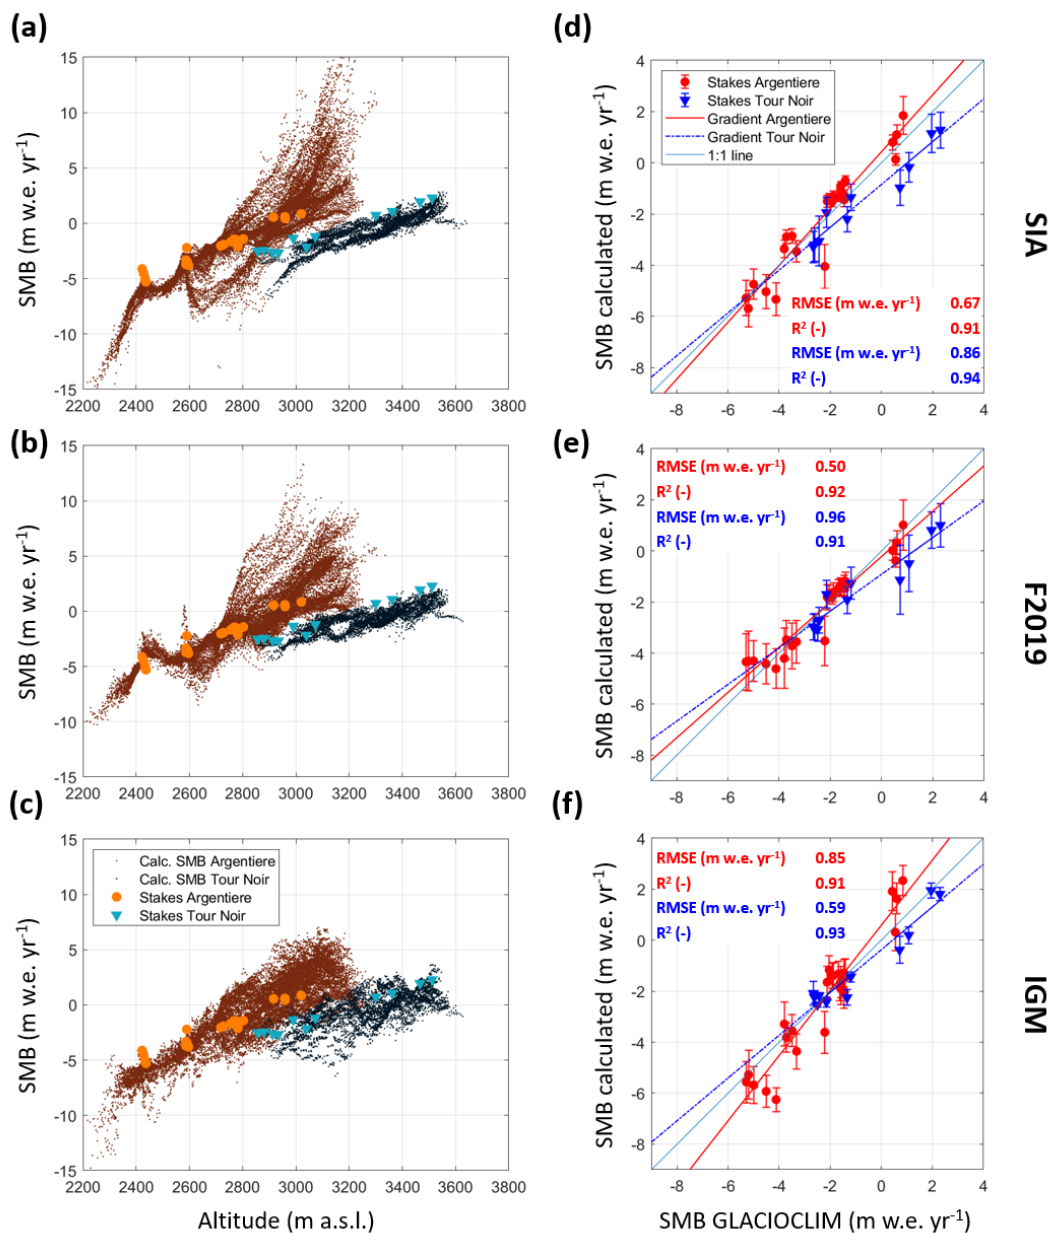 (a)
15
10
5
0
-5
-10
-15
SMB (m w.e. yr-1)
2200 2400 2600 2800 3000 3200 3400 3600 3800
(d)
4
2
0
-2
-4
-6
-8
SMB calculated (m w.e. yr-1)
Stakes Argentiere
Stakes Tour Noir
Gradient Argentiere
Gradient Tour Noir
1:1 line
RMSE (m w.e. yr-1) 0.67
R2 (-) 0.91
RMSE (m w.e. yr-1) 0.86
R2 (-) 0.94
-8 -6 -4 -2 0 2 4
SIA
(b)
15
10
5
0
-5
-10
-15
SMB (m w.e. yr-1)
2200 2400 2600 2800 3000 3200 3400 3600 3800
(e)
4
2
0
-2
-4
-6
-8
SMB calculated (m w.e. yr-1)
RMSE (m w.e. yr-1) 0.50
R2 (-) 0.92
RMSE (m w.e. yr-1) 0.96
R2 (-) 0.91
-8 -6 -4 -2 0 2 4
F2019
(c)
15
10
5
0
-5
-10
-15
SMB (m w.e. yr-1)
Calc. SMB Argentiere
Calc. SMB Tour Noir
Stakes Argentiere
Stakes Tour Noir
2200 2400 2600 2800 3000 3200 3400 3600 3800
Altitude (m a.s.l.)
(f)
4
2
0
-2
-4
-6
-8
SMB calculated (m w.e. yr-1)
RMSE (m w.e. yr-1) 0.85
R2 (-) 0.91
RMSE (m w.e. yr-1) 0.59
R2 (-) 0.93
-8 -6 -4 -2 0 2 4
SMB GLACIOCLIM (m w.e. yr-1)
IGM